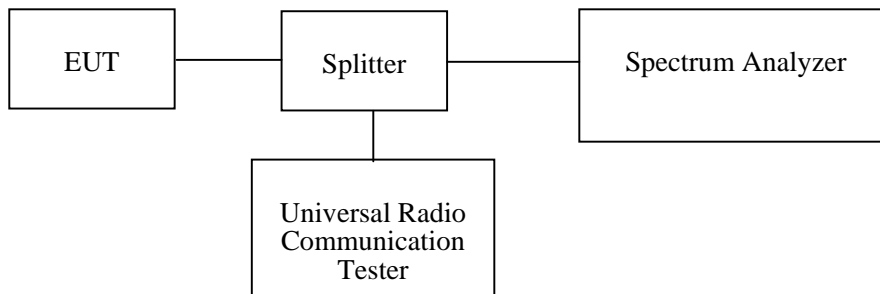 EUT
Splitter
Spectrum Analyzer
Universal Radio
Communication
Tester